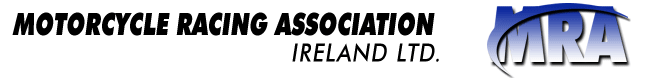 MOTORCYCLE RACING ASSOCIATION
IRELAND LTD.
MRA